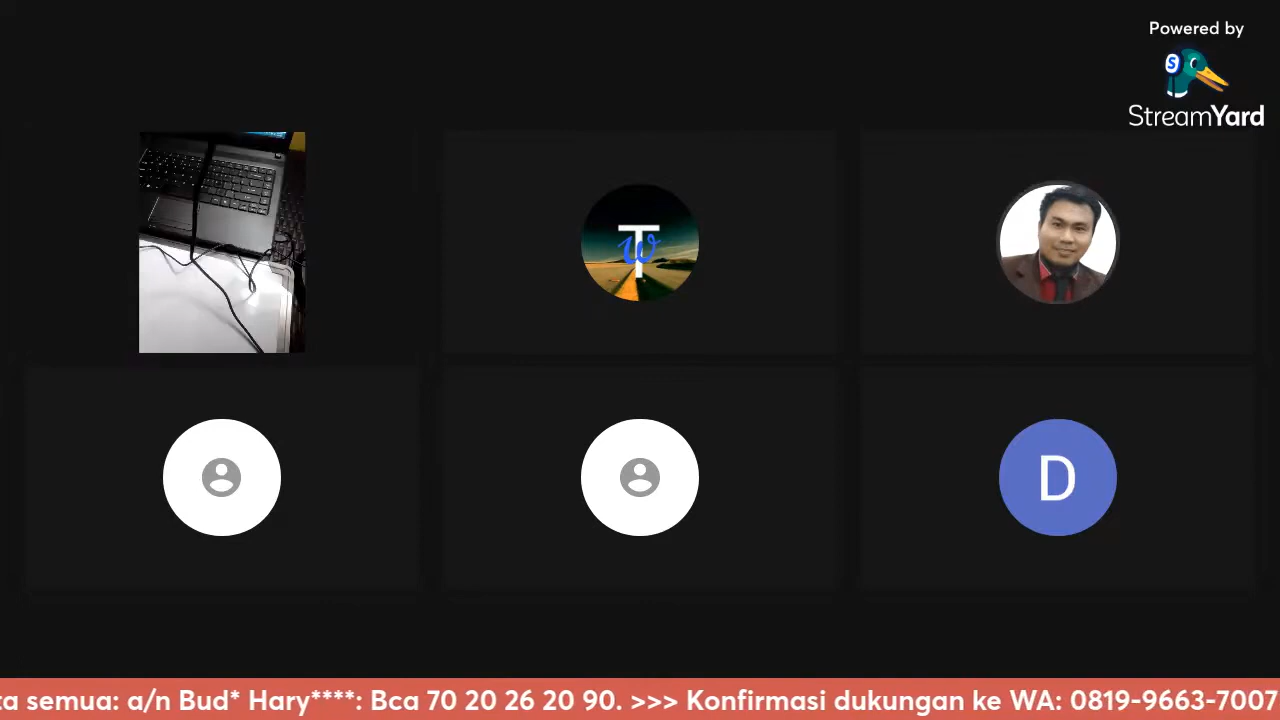 Powered by
S
StreamYard
T
w
D
ta semua: a/n Bud* Hary****: Bca 70 20 26 20 90. >>> Konfirmasi dukungan ke WA: 0819-9663-7007